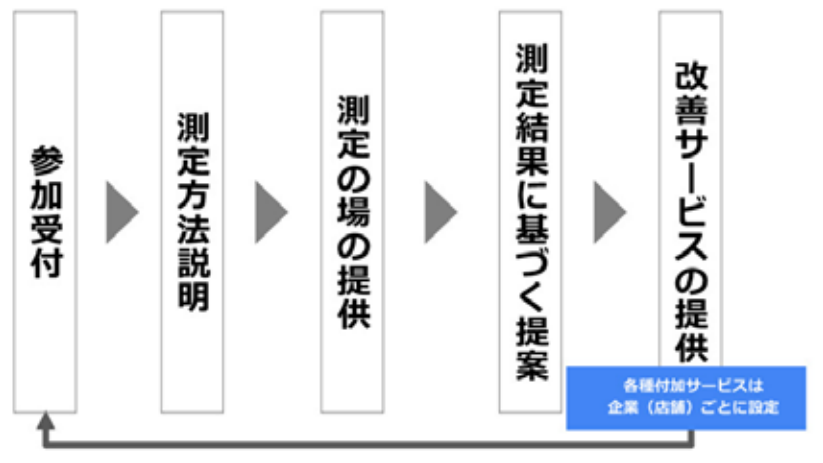 参加受付
測定方法説明
測定の場の提供
測定結果に基づく提案
改善サービスの提供
各種付加サービスは
企業（店舗）ごとに設定